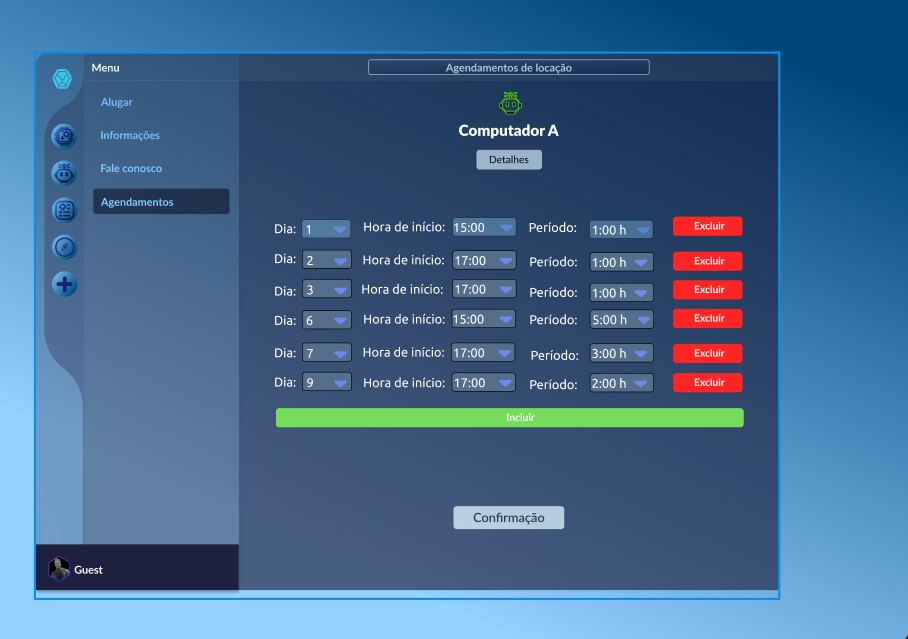 Menu
Agendamentos de locação
Alugar
Informações
Fale conosco
Agendamentos
Computador A
Detalhes
Dia: 1 Hora de início: 15:00 Período: 1:00 h Excluir
Dia: 2 Hora de início: 17:00 Período: 1:00 h Excluir
Dia: 3 Hora de início: 17:00 Período: 1:00 h Excluir
Dia: 6 Hora de início: 15:00 Período: 5:00 h Excluir
Dia: 7 Hora de início: 17:00 Período: 3:00 h Excluir
Dia: 9 Hora de início: 17:00 Período: 2:00 h Excluir
Incluir
Confirmação
Guest